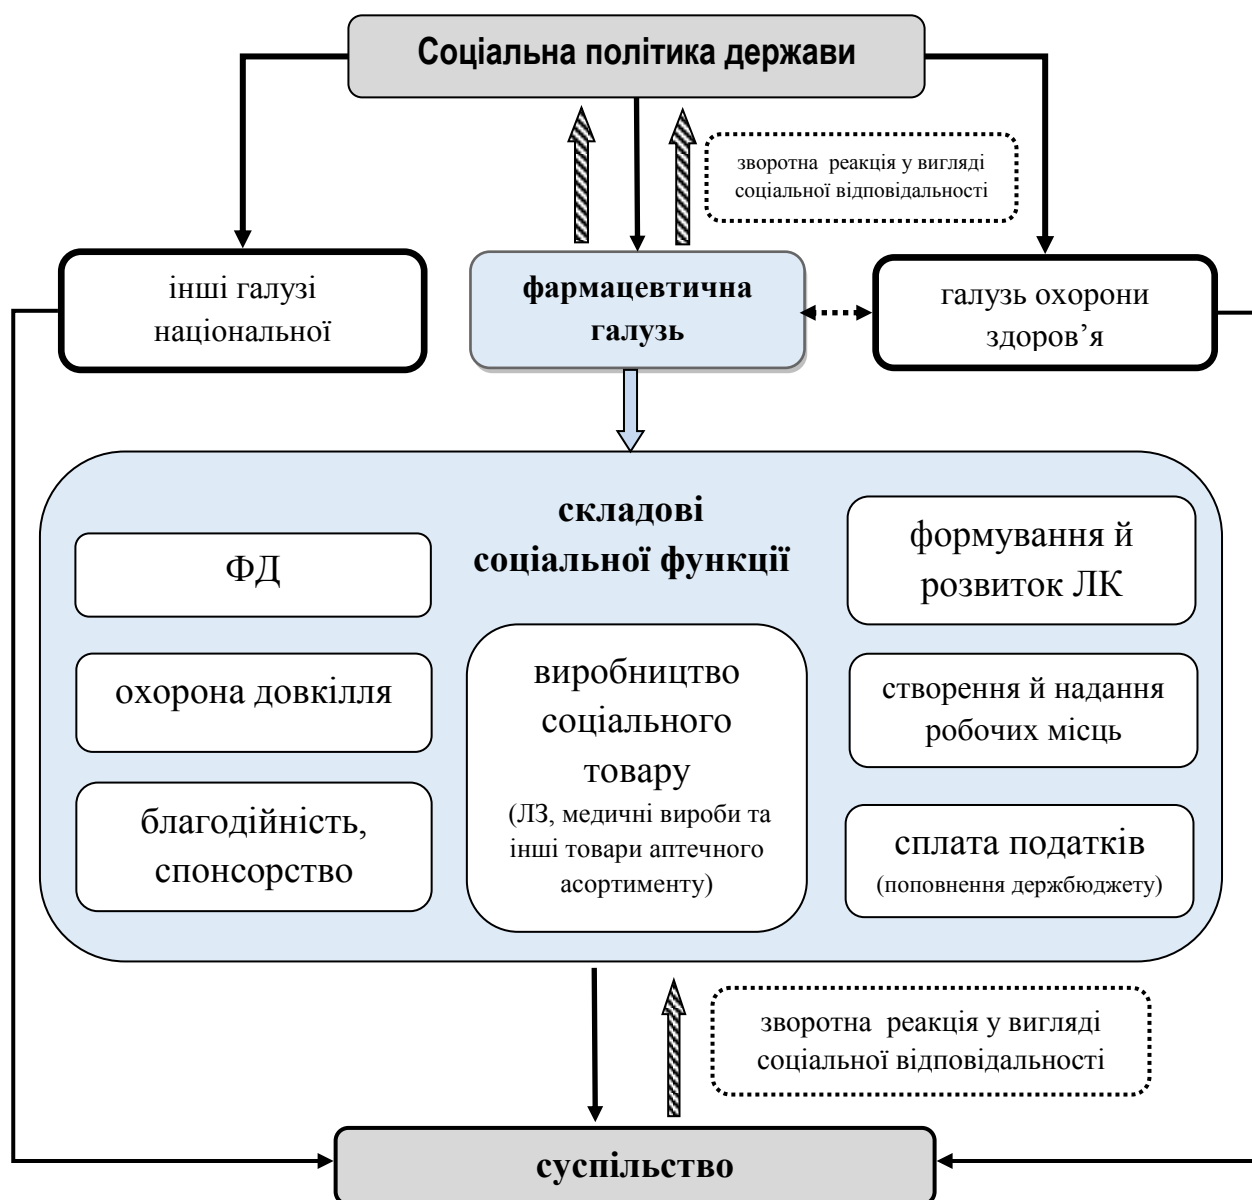 Соціальна політика держави
зворотна реакція у вигляді
соціальної відповідальності
інші галузі
національної
фармацевтична
галузь
галузь охорони
здоров’я
складові
соціальної функції
ФД
охорона довкілля
благодійність,
спонсорство
виробництво
соціального
товару
(ЛЗ, медичні вироби та
інші товари аптечного
асортименту)
формування й
розвиток ЛК
створення й надання
робочих місць
сплата податків
(поповнення держбюджету)
зворотна реакція у вигляді
соціальної відповідальності
суспільство